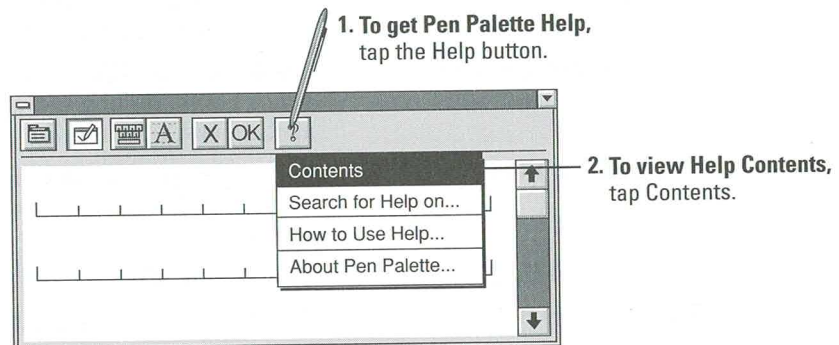 1. To get Pen Palette Help,
tap the Help button.
A X OK ?
Contents
Search for Help on...
How to Use Help...
About Pen Palette...
2. To view Help Contents,
tap Contents.